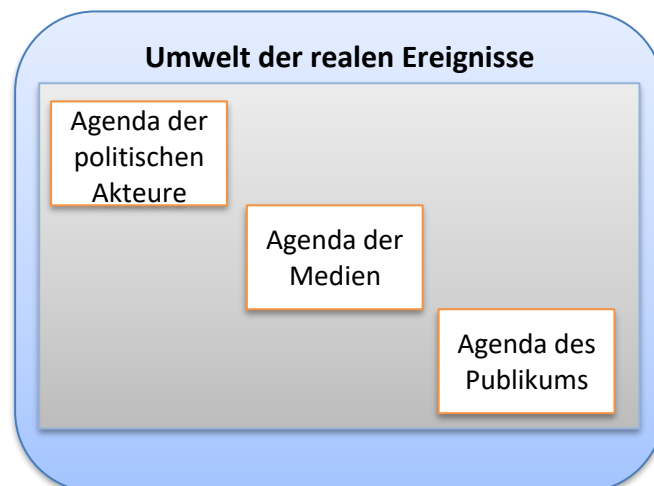 Umwelt der realen Ereignisse
Agenda der
politischen
Akteure
Agenda der
Medien
Agenda des
Publikums